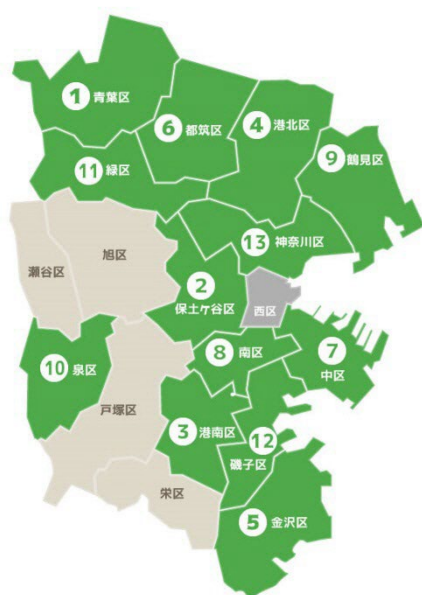 1 青葉区
6 都筑区
4 港北区
9 鶴見区
11 緑区
13 神奈川区
瀬谷区
旭区
2
保土ケ谷区
西区
8 南区
7
中区
10 泉区
戸塚区
3 港南区
12
磯子区
栄区
5 金沢区